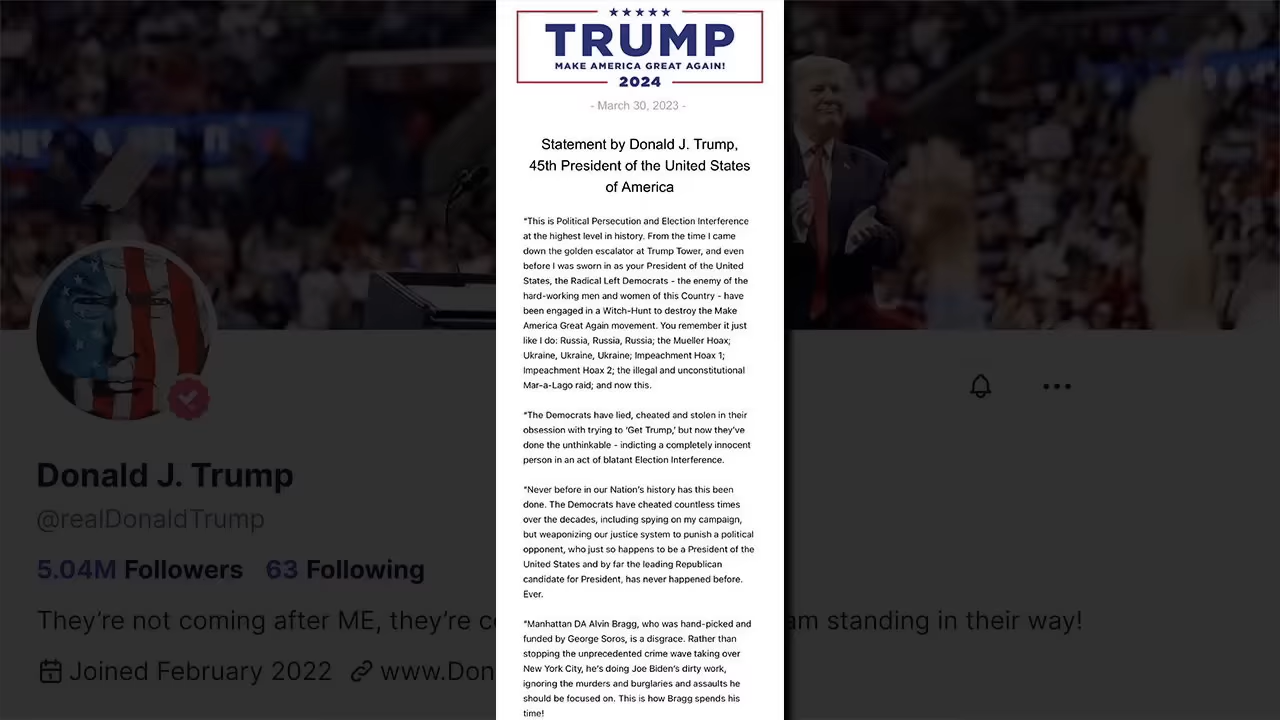 TRUMP
MAKE AMERICA GREAT AGAIN!
2024
- March 30, 2023 -
Statement by Donald J. Trump,
45th President of the United States
of America
"This is Political Persecution and Election Interference
at the highest level in history. From the time I came
down the golden escalator at Trump Tower, and even
before I was sworn in as your President of the United
States, the Radical Left Democrats - the enemy of the
hard-working men and women of this Country - have
been engaged in a Witch-Hunt to destroy the Make
America Great Again movement. You remember it just
like I do: Russia, Russia, Russia; the Mueller Hoax;
Ukraine, Ukraine, Ukraine; Impeachment Hoax 1;
Impeachment Hoax 2; the illegal and unconstitutional
Mar-a-Lago raid; and now this.
"The Democrats have lied, cheated and stolen in their
obsession with trying to 'Get Trump,' but now they've
done the unthinkable - indicting a completely innocent
person in an act of blatant Election Interference.
"Never before in our Nation's history has this been
done. The Democrats have cheated countless times
over the decades, including spying on my campaign,
but weaponizing our justice system to punish a political
opponent, who just so happens to be a President of the
United States and by far the leading Republican
candidate for President, has never happened before.
Ever.
"Manhattan DA Alvin Bragg, who was hand-picked and
funded by George Soros, is a disgrace. Rather than
stopping the unprecedented crime wave taking over
New York City, he's doing Joe Biden's dirty work,
ignoring the murders and burglaries and assaults he
should be focused on. This is how Bragg spends his
time!
Donald J. Trump
@realDonaldTrump
5.04M Followers 63 Following
They're not coming after ME, they're c am standing in their way!
Joined February 2022 www.Don